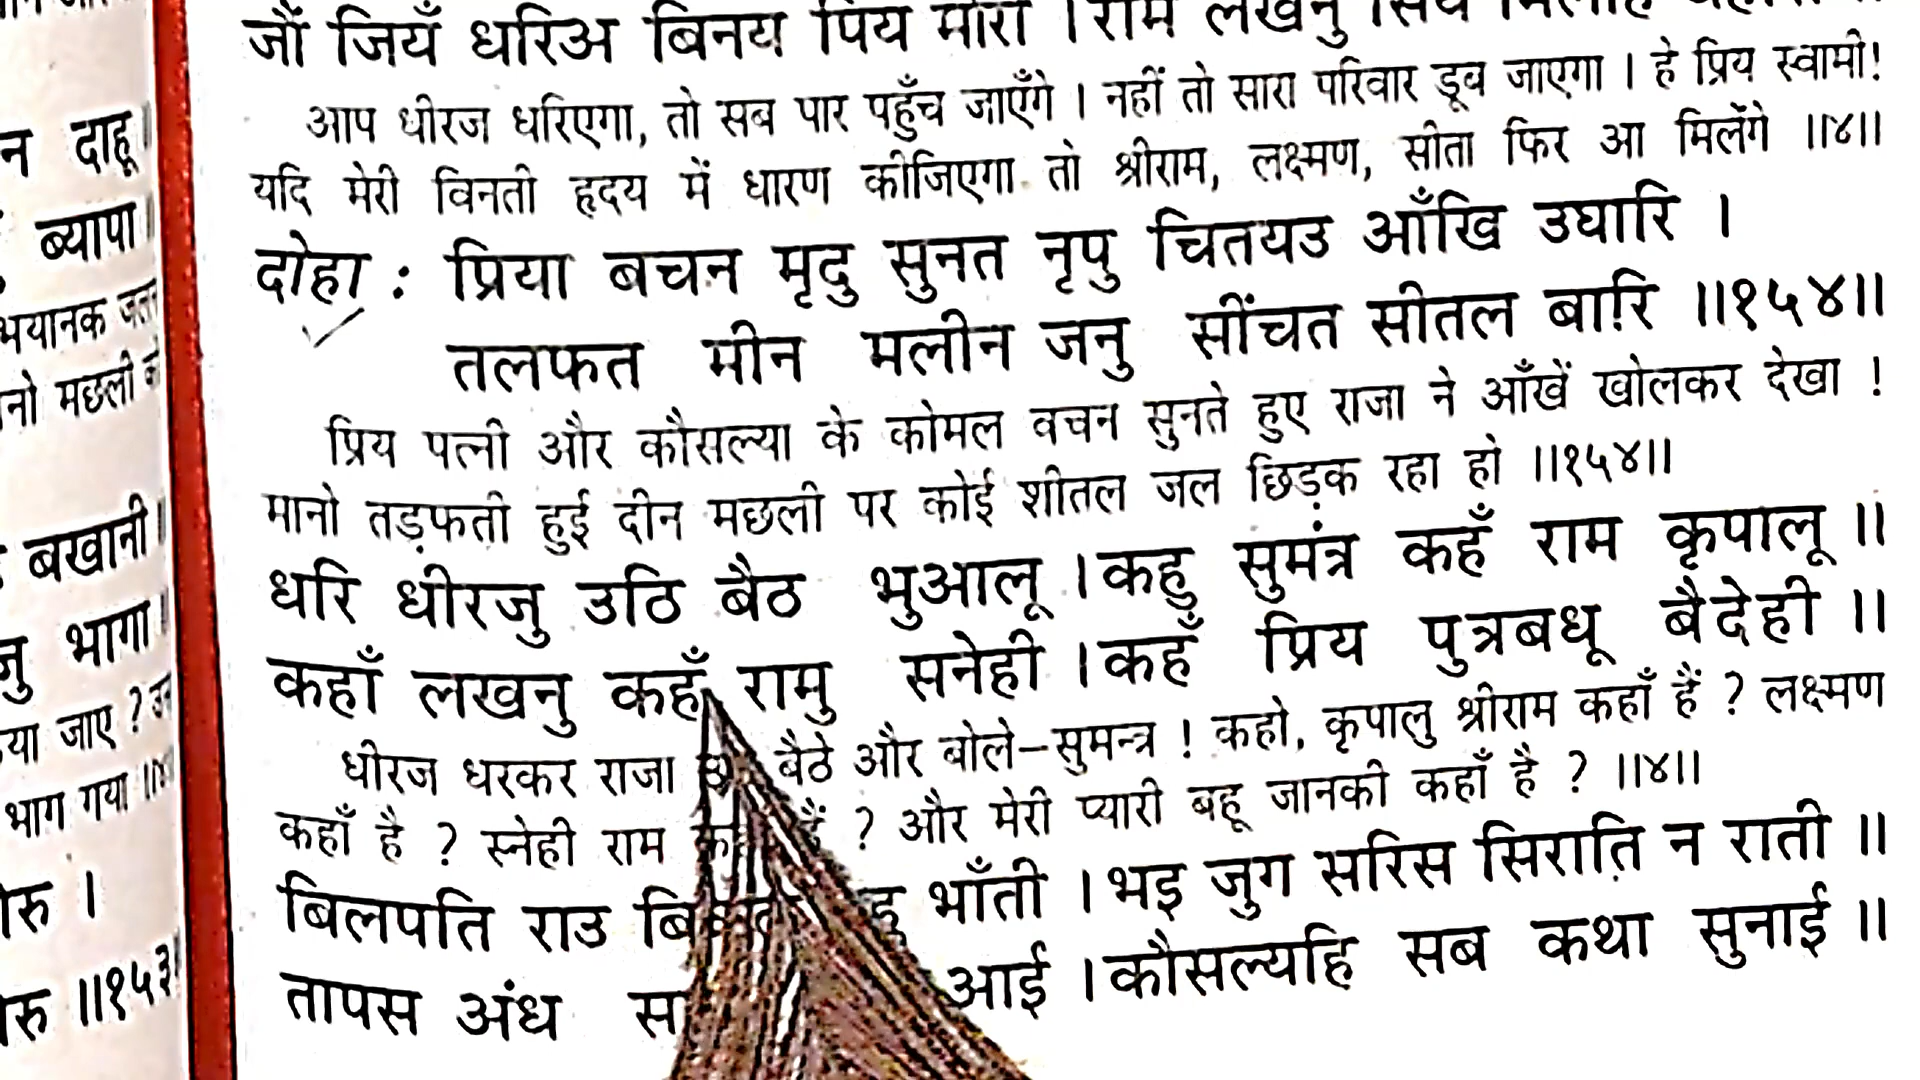 न दाहू।
ब्यापा।
भयानक
नो मछली
बखानी।
जु भागा।
या जाए ?
भाग गया
रु ।
रु ॥१५३
जौं जियँ धरिअ बिनय पिय मोरी । राम लखनु सिय
आप धीरज धरिएगा, तो सब पार पहुँच जाएँगे । नहीं तो सारा परिवार डूब जाएगा । हे प्रिय स्वामी!
यदि मेरी विनती हृदय में धारण कीजिएगा तो श्रीराम, लक्ष्मण, सीता फिर आ मिलेंगे ॥४॥
दोहा : प्रिया बचन मृदु सुनत नृपु चितयउ आँखि उघारि ।
तलफत मीन मलीन जनु सींचत सीतल बारि ॥१५४॥
प्रिय पत्नी और कौसल्या के कोमल वचन सुनते हुए राजा ने आँखें खोलकर देखा !
मानो तड़फती हुई दीन मछली पर कोई शीतल जल छिड़क रहा हो ॥१५४॥
धरि धीरजु उठि बैठ भुआलू । कहु सुमंत्र कहँ राम कृपालू ॥
कहाँ लखनु कहँ रामु सनेही । कहँ प्रिय पुत्रबधू बैदेही ॥
धीरज धरकर राजा बैठे और बोले–सुमन्त्र ! कहो, कृपालु श्रीराम कहाँ हैं ? लक्ष्मण
कहाँ है ? स्नेही राम हैं ? और मेरी प्यारी बहू जानकी कहाँ है ? ॥४॥
बिलपति राउ भाँती । भइ जुग सरिस सिराति न राती ॥
तापस अंध आई । कौसल्यहि सब कथा सुनाई ॥